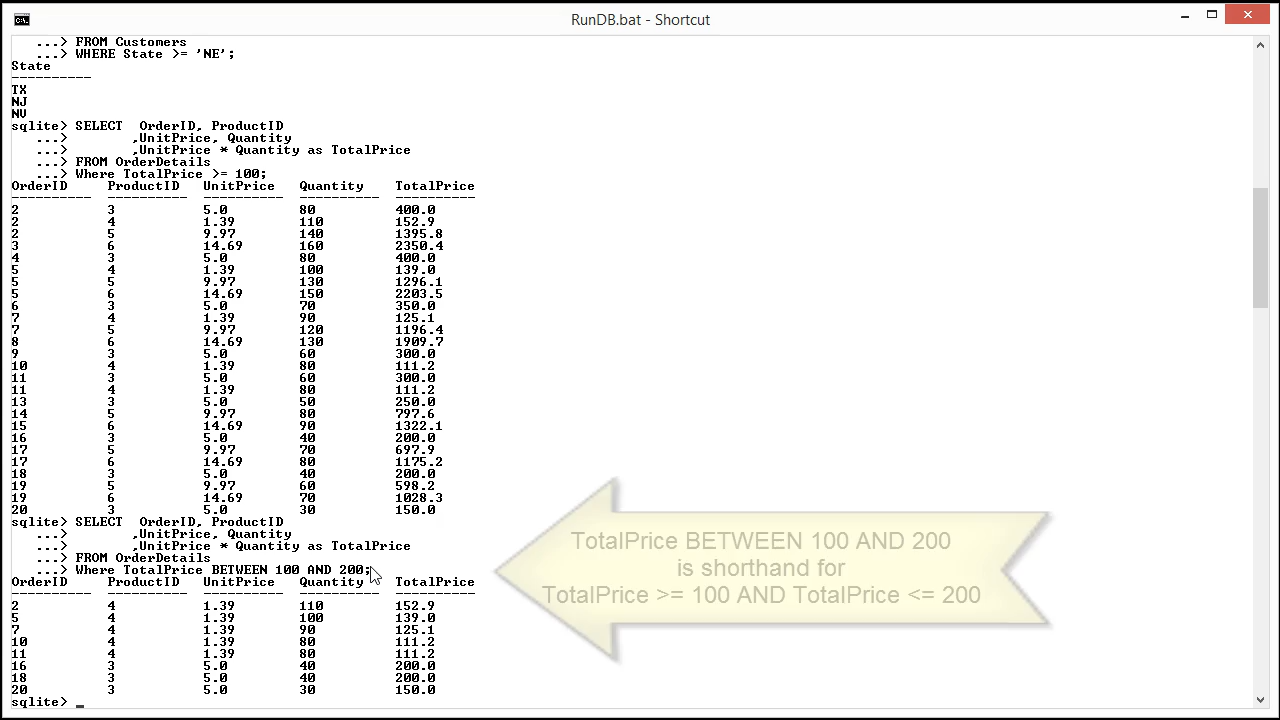 RunDB.bat - Shortcut
...> FROM Customers
...> WHERE State >= 'NE';
State
----------
TX
NJ
NV
sqlite> SELECT  OrderID, ProductID
...>        ,UnitPrice, Quantity
...>        ,UnitPrice * Quantity as TotalPrice
...> FROM OrderDetails
...> Where TotalPrice >= 100;
OrderID     ProductID   UnitPrice   Quantity    TotalPrice
----------  ----------  ----------  ----------  ----------
2           3           5.0         80          400.0
2           4           1.39        110         152.9
2           5           9.97        140         1395.8
3           6           14.69       160         2350.4
4           3           5.0         80          400.0
5           4           1.39        100         139.0
5           5           9.97        130         1296.1
5           6           14.69       150         2203.5
6           3           5.0         70          350.0
7           4           1.39        90          125.1
7           5           9.97        120         1196.4
8           6           14.69       130         1909.7
9           3           5.0         60          300.0
10          4           1.39        80          111.2
11          3           5.0         60          300.0
11          4           1.39        80          111.2
13          3           5.0         50          250.0
14          5           9.97        80          797.6
15          6           14.69       90          1322.1
16          3           5.0         40          200.0
17          5           9.97        70          697.9
17          6           14.69       80          1175.2
18          3           5.0         40          200.0
19          5           9.97        60          598.2
19          6           14.69       70          1028.3
20          3           5.0         30          150.0
sqlite> SELECT  OrderID, ProductID
...>        ,UnitPrice, Quantity
...>        ,UnitPrice * Quantity as TotalPrice
...> FROM OrderDetails
...> Where TotalPrice BETWEEN 100 AND 200;
OrderID     ProductID   UnitPrice   Quantity    TotalPrice
----------  ----------  ----------  ----------  ----------
2           4           1.39        110         152.9
5           4           1.39        100         139.0
7           4           1.39        90          125.1
10          4           1.39        80          111.2
11          4           1.39        80          111.2
16          3           5.0         40          200.0
18          3           5.0         40          200.0
20          3           5.0         30          150.0
sqlite> _
TotalPrice BETWEEN 100 AND 200
is shorthand for
TotalPrice >= 100 AND TotalPrice <= 200